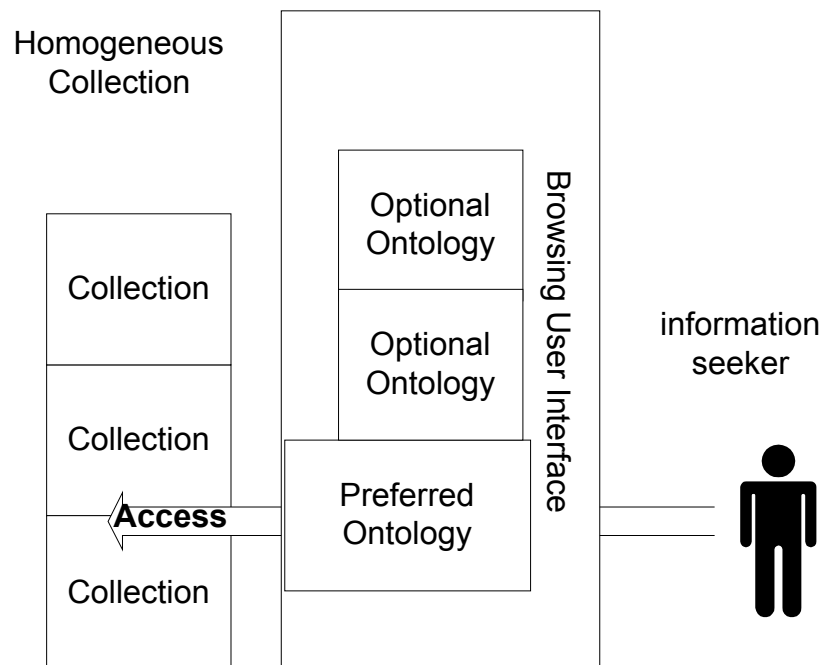 Homogeneous
Collection
Collection
Collection
Access
Collection
Optional
Ontology
Optional
Ontology
Preferred
Ontology
Browsing User Interface
information
seeker